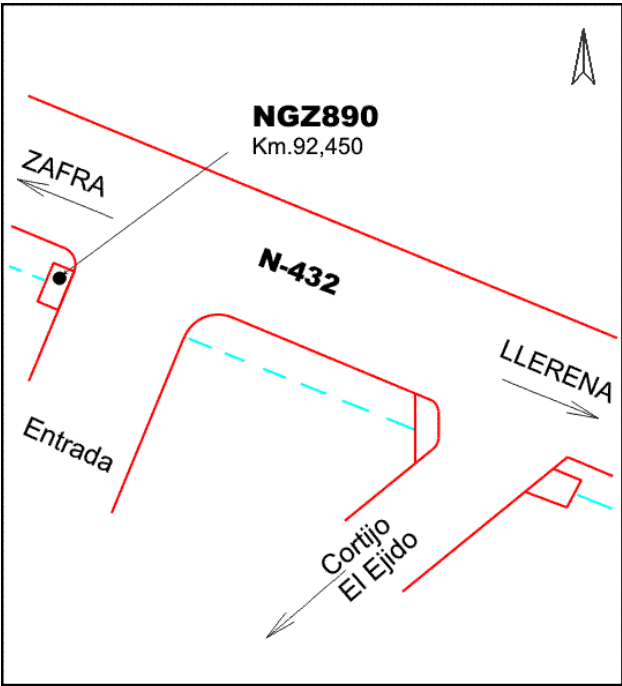 NGZ890
Km.92,450
ZAFRA
N-432
LLERENA
Entrada
Cortijo
El Ejido